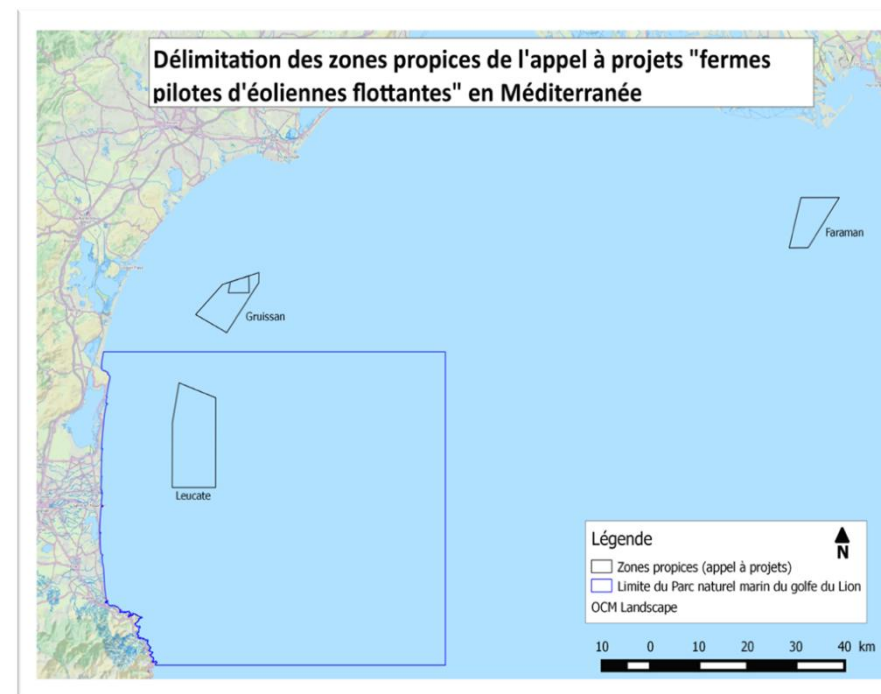 Délimitation des zones propices de l'appel à projets "fermes
pilotes d'éoliennes flottantes" en Méditerranée
Faraman
Gruissan
Leucate
Légende
N
Zones propices (appel à projets)
Limite du Parc naturel marin du golfe du Lion
OCM Landscape
10 0 10 20 30 40 km